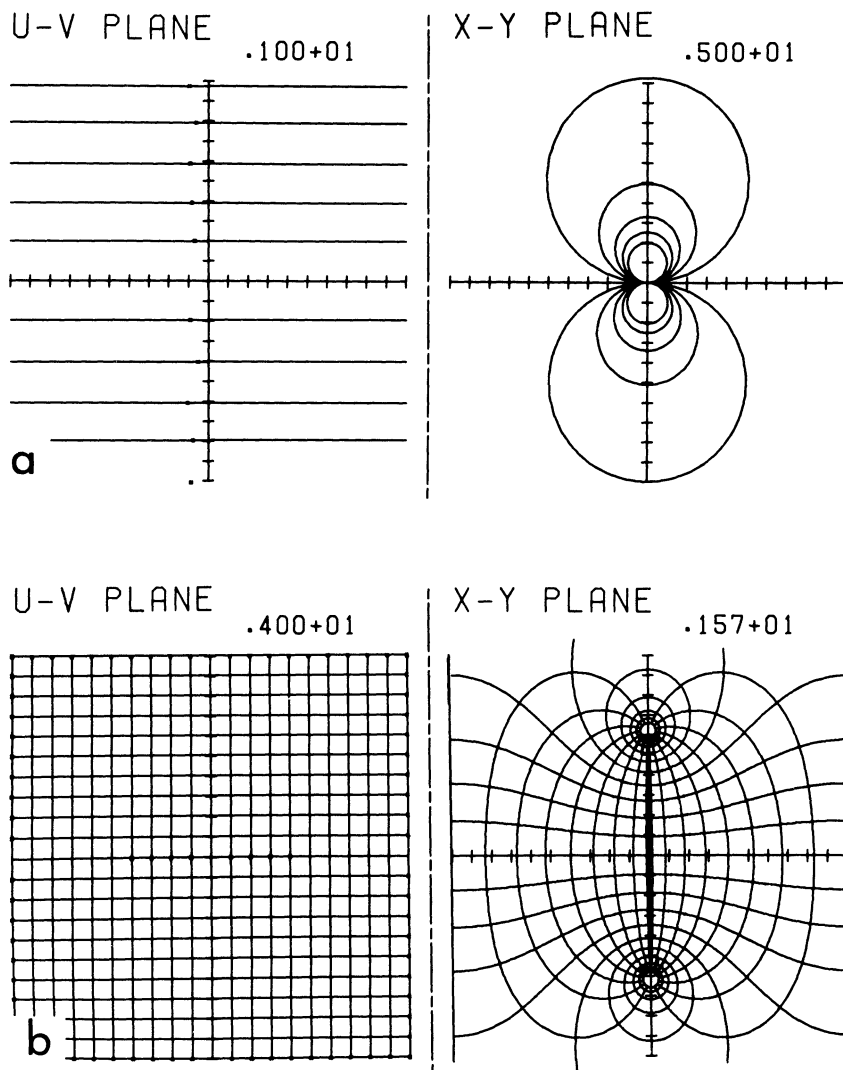 U-V PLANE
.100+01
X-Y PLANE
.500+01
a
U-V PLANE
.400+01
X-Y PLANE
.157+01
b